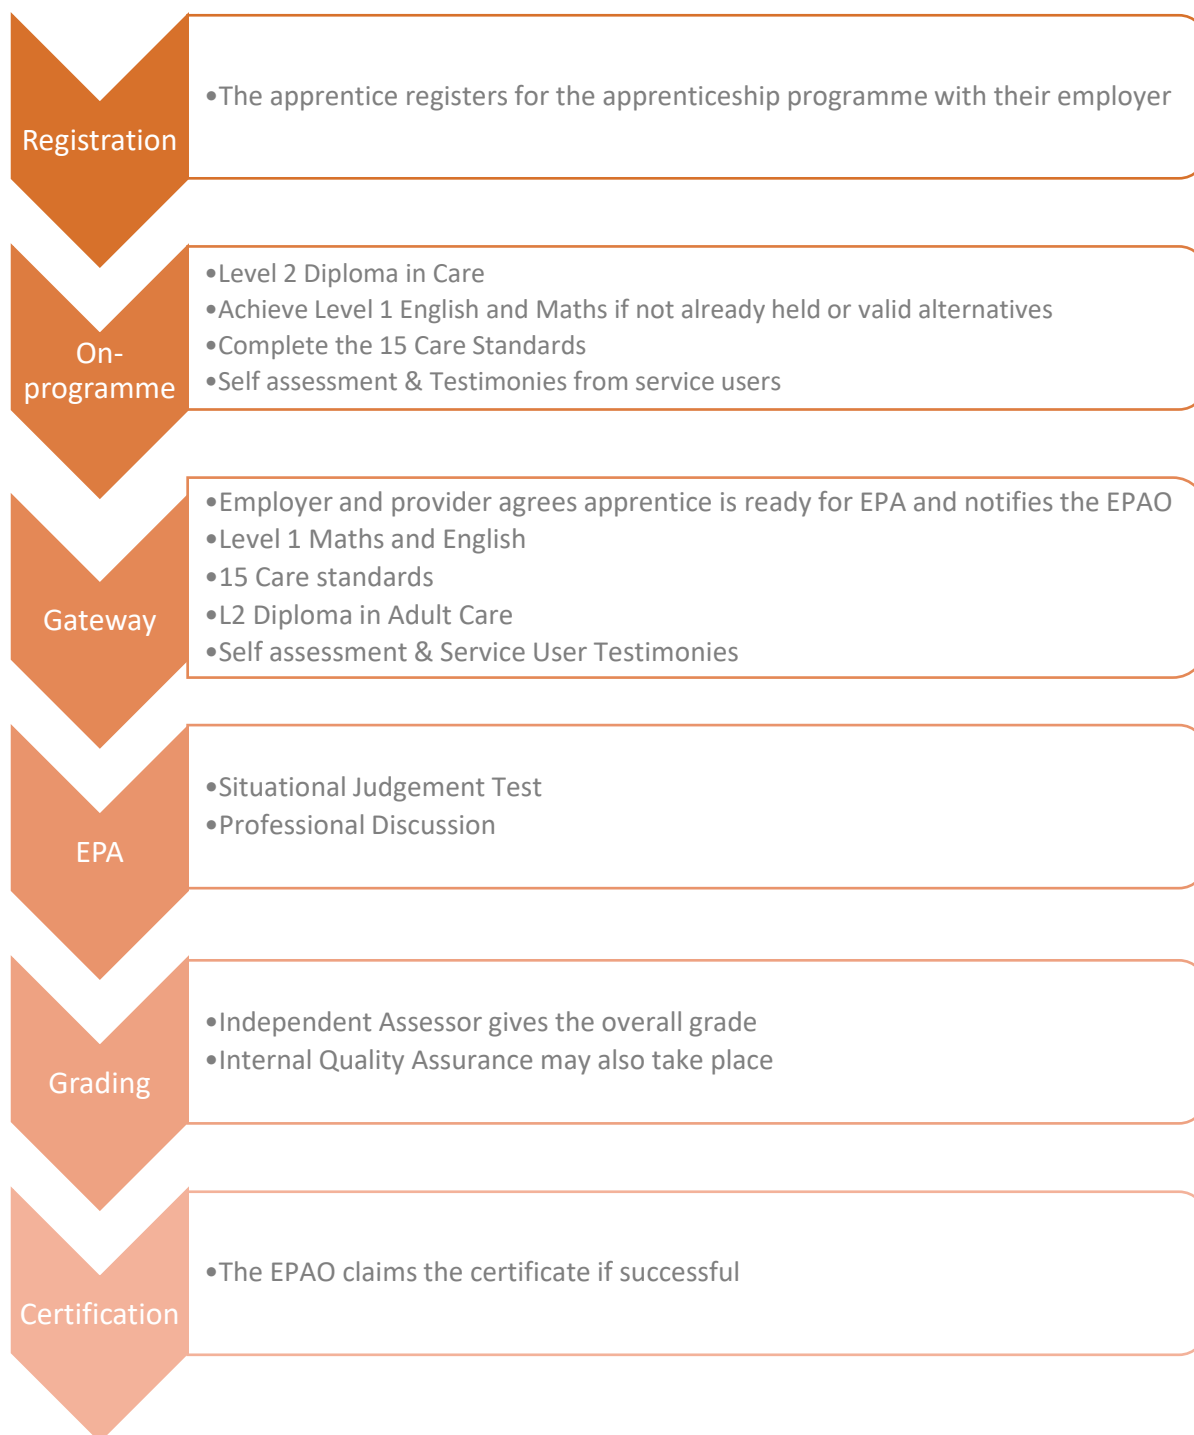 Registration
•The apprentice registers for the apprenticeship programme with their employer
On-
programme
•Level 2 Diploma in Care
•Achieve Level 1 English and Maths if not already held or valid alternatives
•Complete the 15 Care Standards
•Self assessment & Testimonies from service users
Gateway
•Employer and provider agrees apprentice is ready for EPA and notifies the EPAO
•Level 1 Maths and English
•15 Care standards
•L2 Diploma in Adult Care
•Self assessment & Service User Testimonies
EPA
•Situational Judgement Test
•Professional Discussion
Grading
•Independent Assessor gives the overall grade
•Internal Quality Assurance may also take place
Certification
•The EPAO claims the certificate if successful